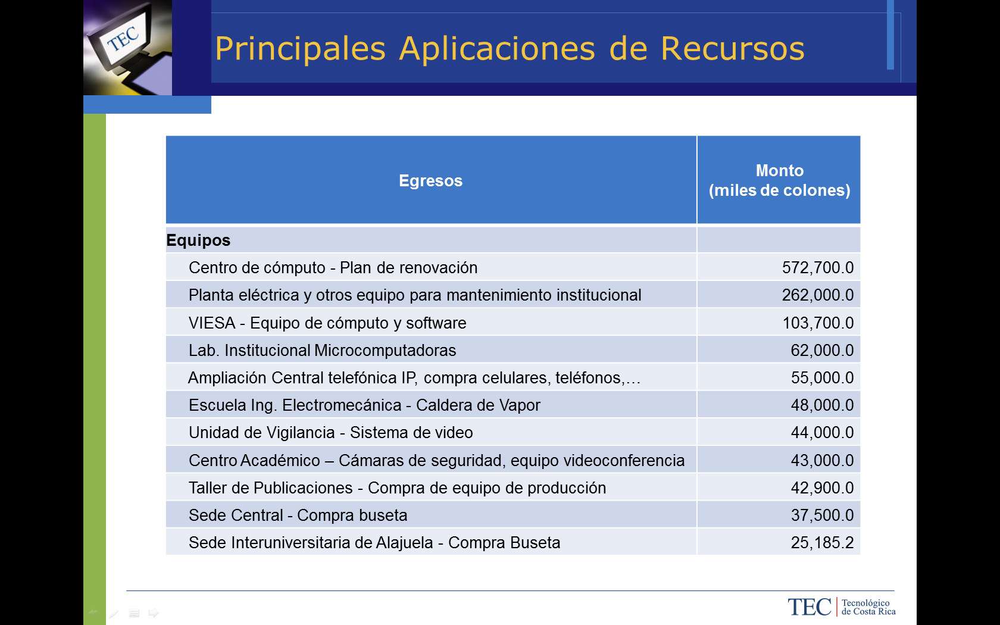 TEC
Principales Aplicaciones de Recursos
Egresos
Monto
(miles de colones)
Equipos
Centro de cómputo - Plan de renovación 572,700.0
Planta eléctrica y otros equipo para mantenimiento institucional 262,000.0
VIESA - Equipo de cómputo y software 103,700.0
Lab. Institucional Microcomputadoras 62,000.0
Ampliación Central telefónica IP, compra celulares, teléfonos,… 55,000.0
Escuela Ing. Electromecánica - Caldera de Vapor 48,000.0
Unidad de Vigilancia - Sistema de video 44,000.0
Centro Académico – Cámaras de seguridad, equipo videoconferencia 43,000.0
Taller de Publicaciones - Compra de equipo de producción 42,900.0
Sede Central - Compra buseta 37,500.0
Sede Interuniversitaria de Alajuela - Compra Buseta 25,185.2
TEC
Tecnológico
de Costa Rica